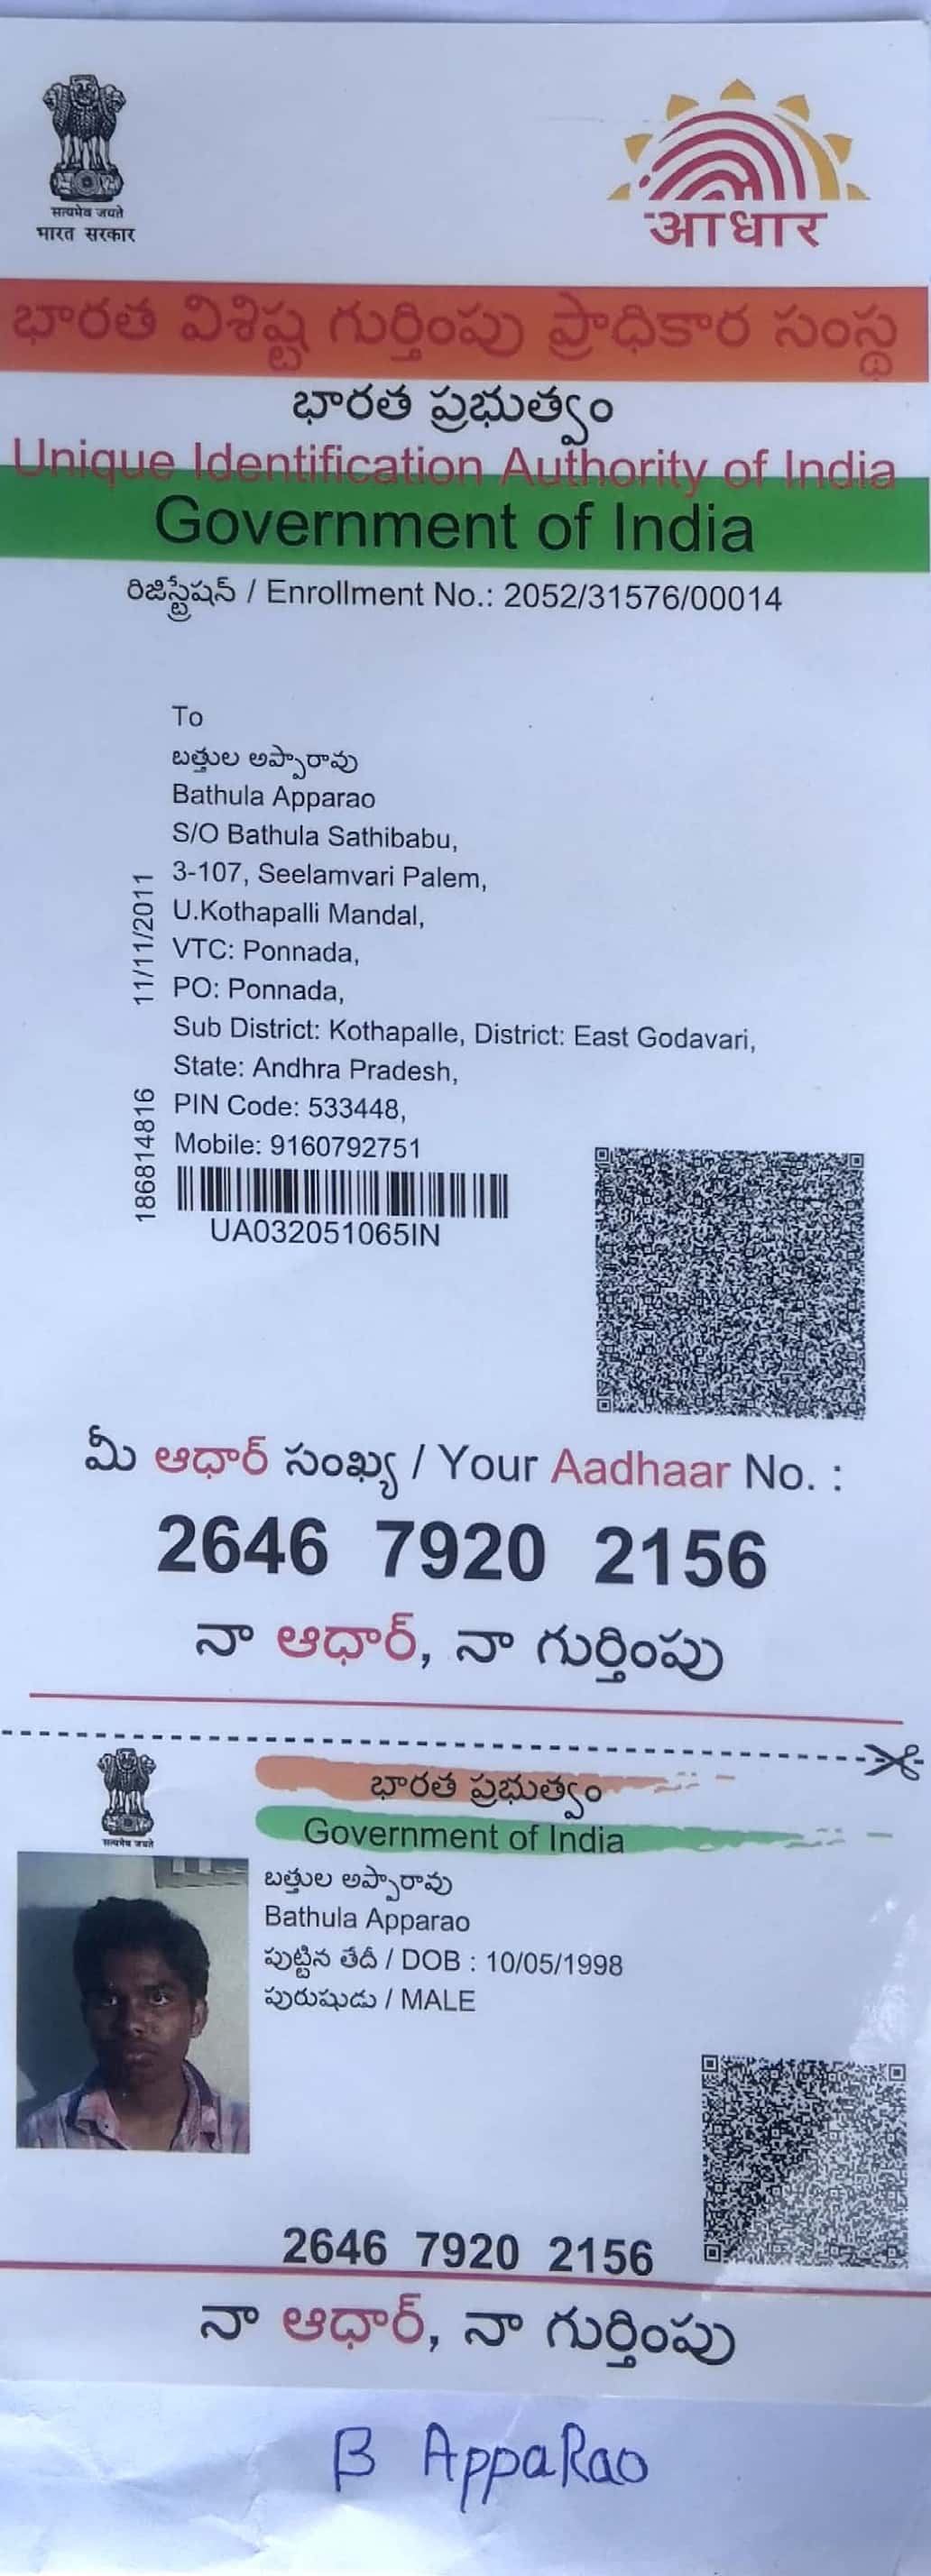 सत्यमेव जयते
भारत सरकार
आधार
భారత విశిష్ట గుర్తింపు ప్రాధికార సంస్థ
భారత ప్రభుత్వం
Unique Identification Authority of India
Government of India
రిజిస్ట్రేషన్ / Enrollment No.: 2052/31576/00014
To
బత్తుల అప్పారావు
Bathula Apparao
S/O Bathula Sathibabu,
3-107, Seelamvari Palem,
U.Kothapalli Mandal,
VTC: Ponnada,
PO: Ponnada,
Sub District: Kothapalle, District: East Godavari,
State: Andhra Pradesh,
PIN Code: 533448,
Mobile: 9160792751
186814816 11/11/2011
UA032051065IN
మీ ఆధార్ సంఖ్య / Your Aadhaar No. :
2646 7920 2156
నా ఆధార్, నా గుర్తింపు
सत्यमेव जयते
భారత ప్రభుత్వం
Government of India
బత్తుల అప్పారావు
Bathula Apparao
పుట్టిన తేదీ / DOB : 10/05/1998
పురుషుడు / MALE
2646 7920 2156
నా ఆధార్, నా గుర్తింపు
B AppaRao